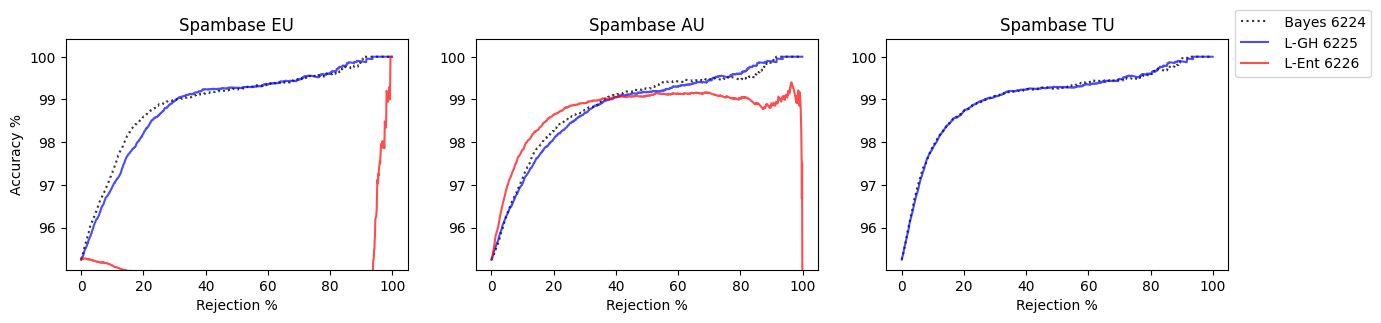 Spambase EU
Spambase AU
Spambase TU
Bayes 6224
L-GH 6225
L-Ent 6226
Accuracy %
100
99
98
97
96
0 20 40 60 80 100
Rejection %
100
99
98
97
96
0 20 40 60 80 100
Rejection %
100
99
98
97
96
0 20 40 60 80 100
Rejection %